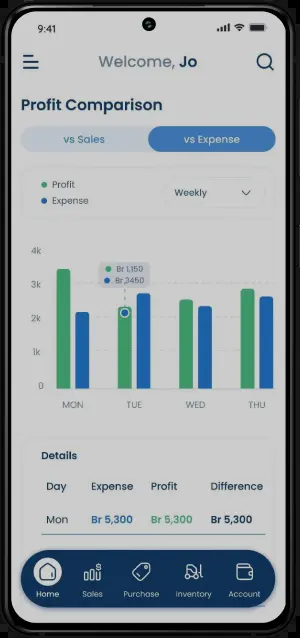 9:41
Welcome, Jo
Profit Comparison
vs Sales vs Expense
Profit
Expense
Weekly
4k
3k
2k
1k
0
Br 1,150
Br 3450
MON TUE WED THU
Details
Day Expense Profit Difference
Mon Br 5,300 Br 5,300 Br 5,300
Home Sales Purchase Inventory Account